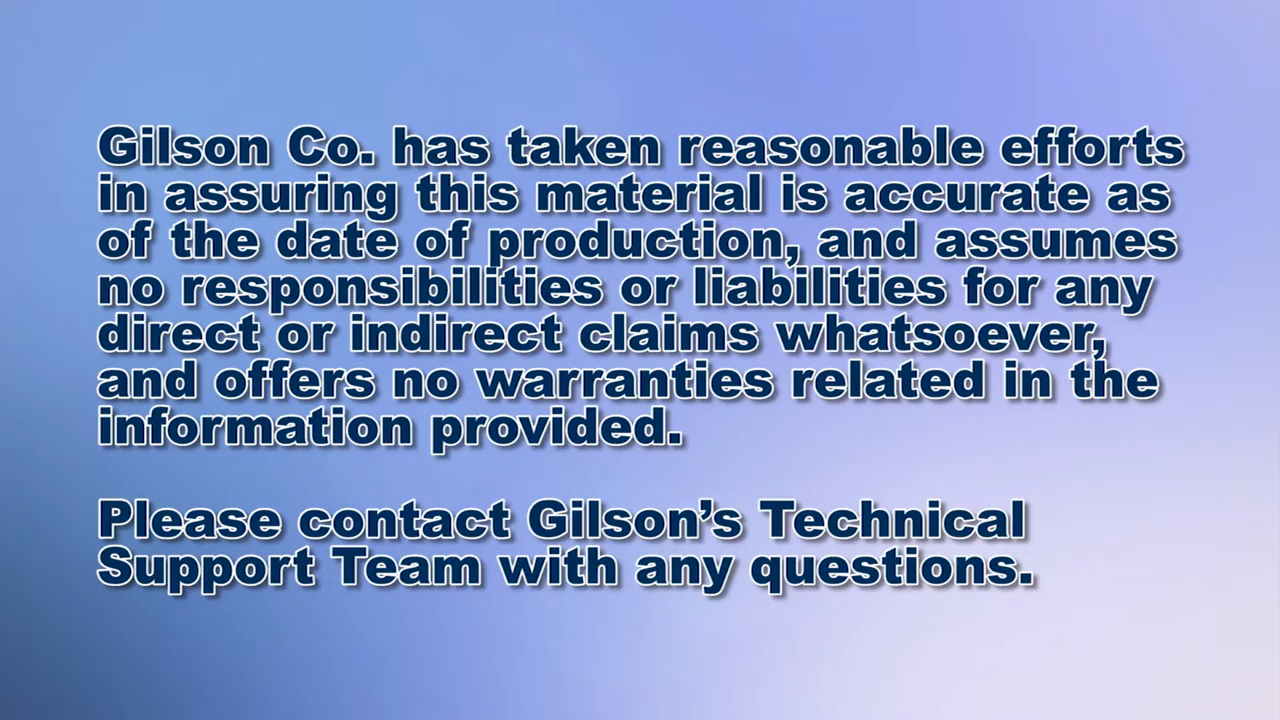 Gilson Co. has taken reasonable efforts
in assuring this material is accurate as
of the date of production, and assumes
no responsibilities or liabilities for any
direct or indirect claims whatsoever,
and offers no warranties related in the
information provided.
Please contact Gilson’s Technical
Support Team with any questions.